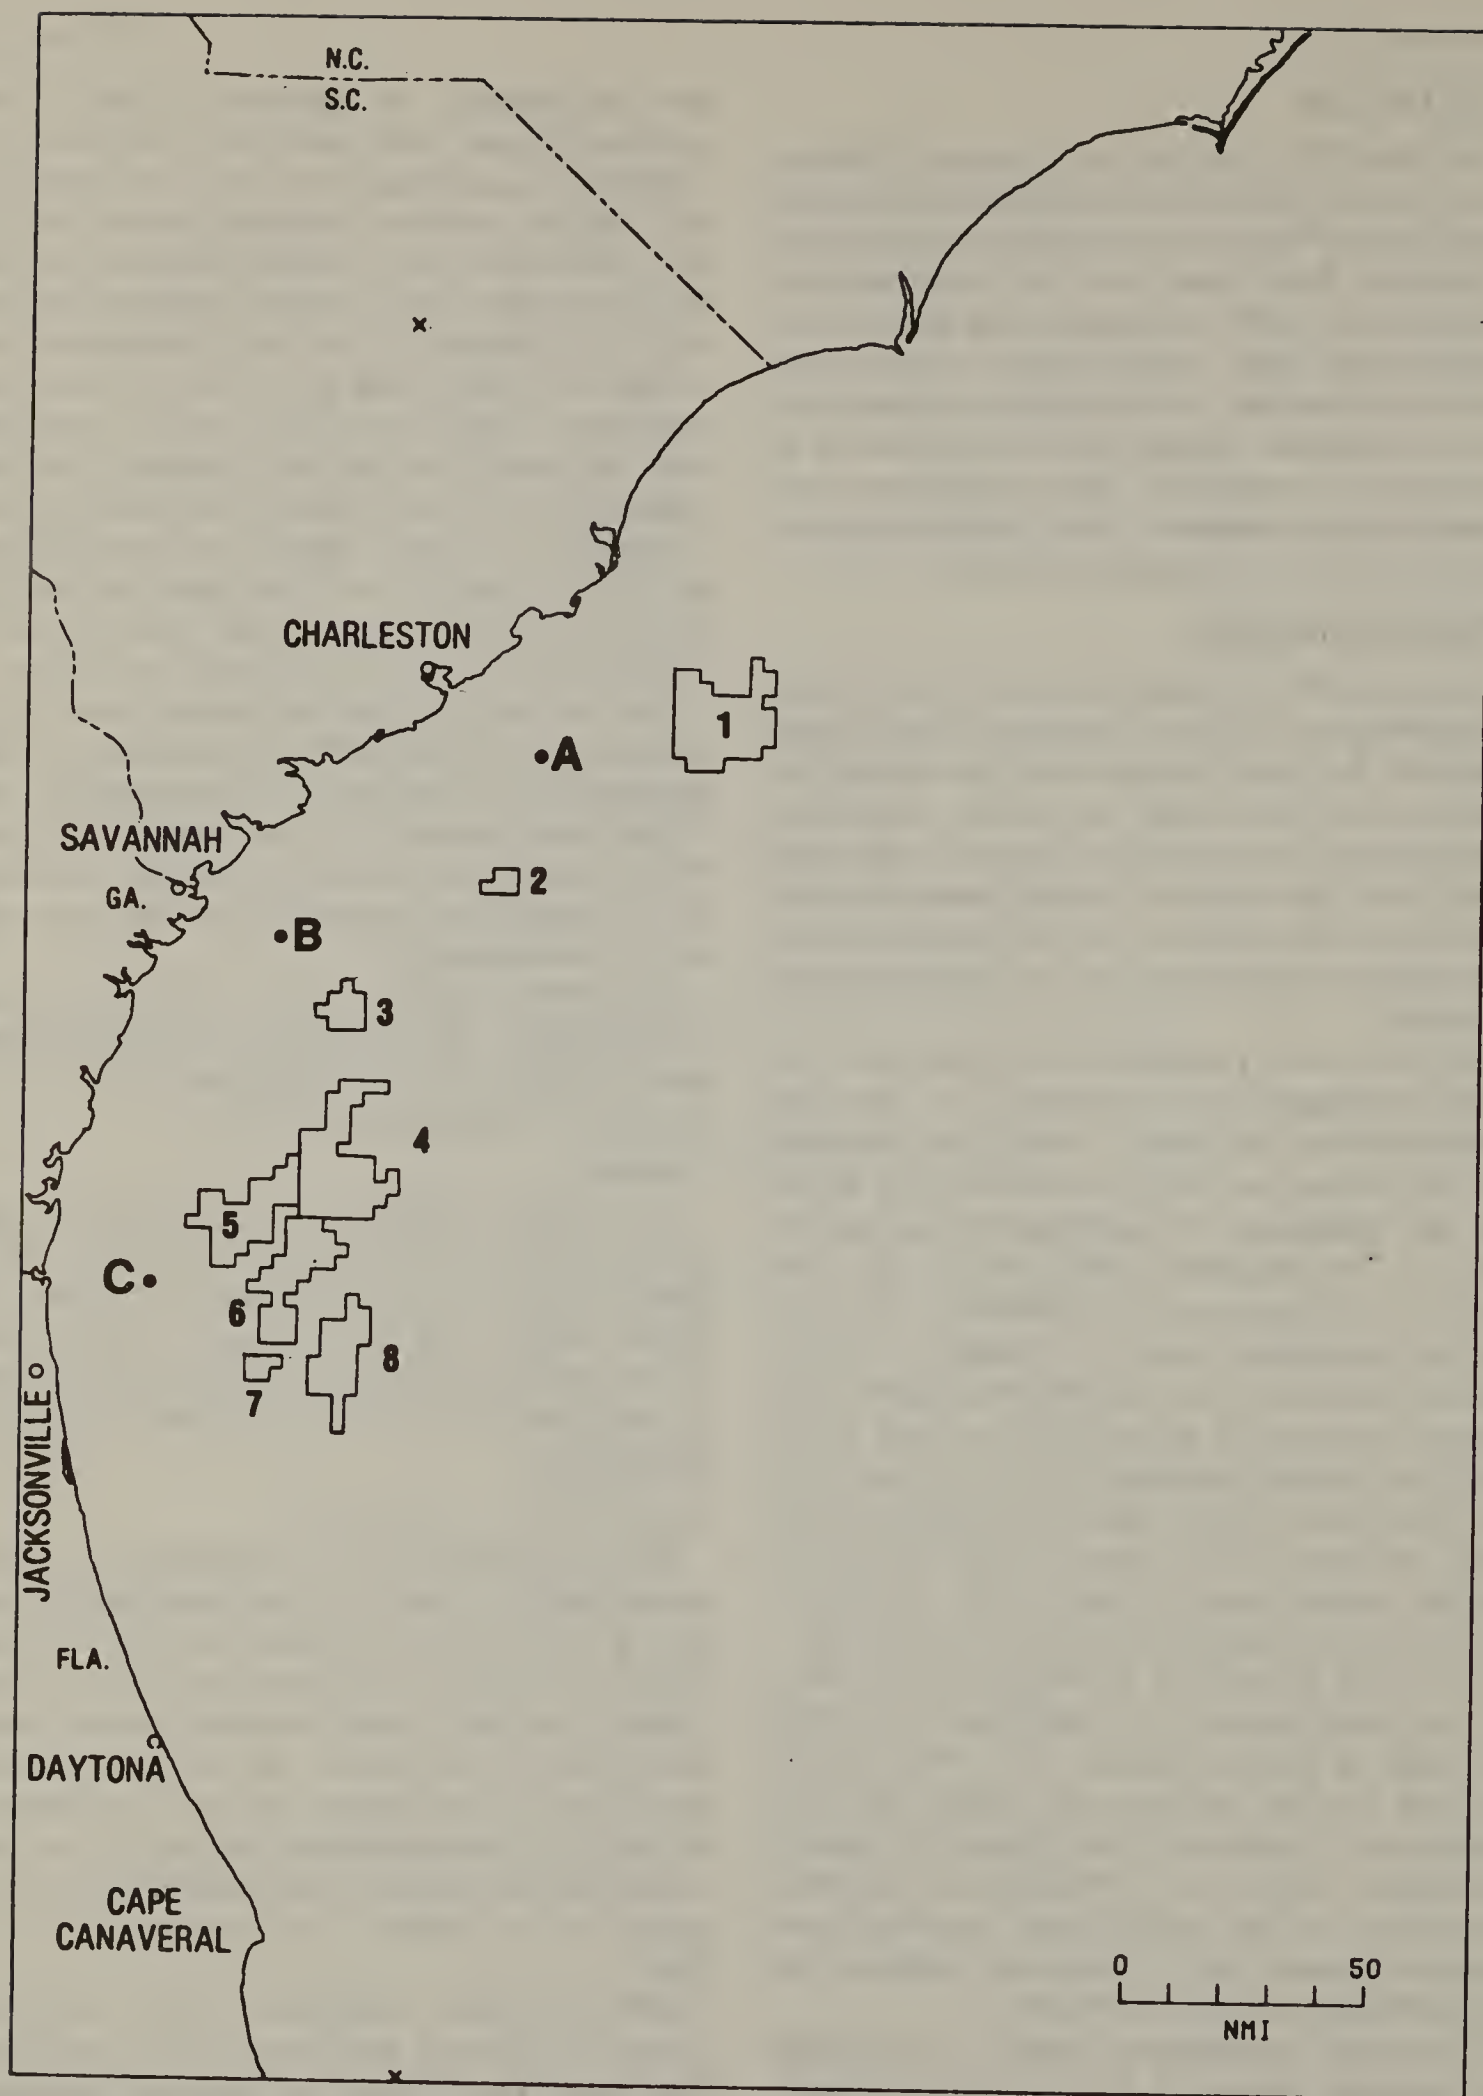 N.C.
S.C.
CHARLESTON
1
A
SAVANNAH
2
GA.
B
3
4
5
C
6
8
7
JACKSONVILLE
FLA.
DAYTONA
CAPE
CANAVERAL
0 50
NMI